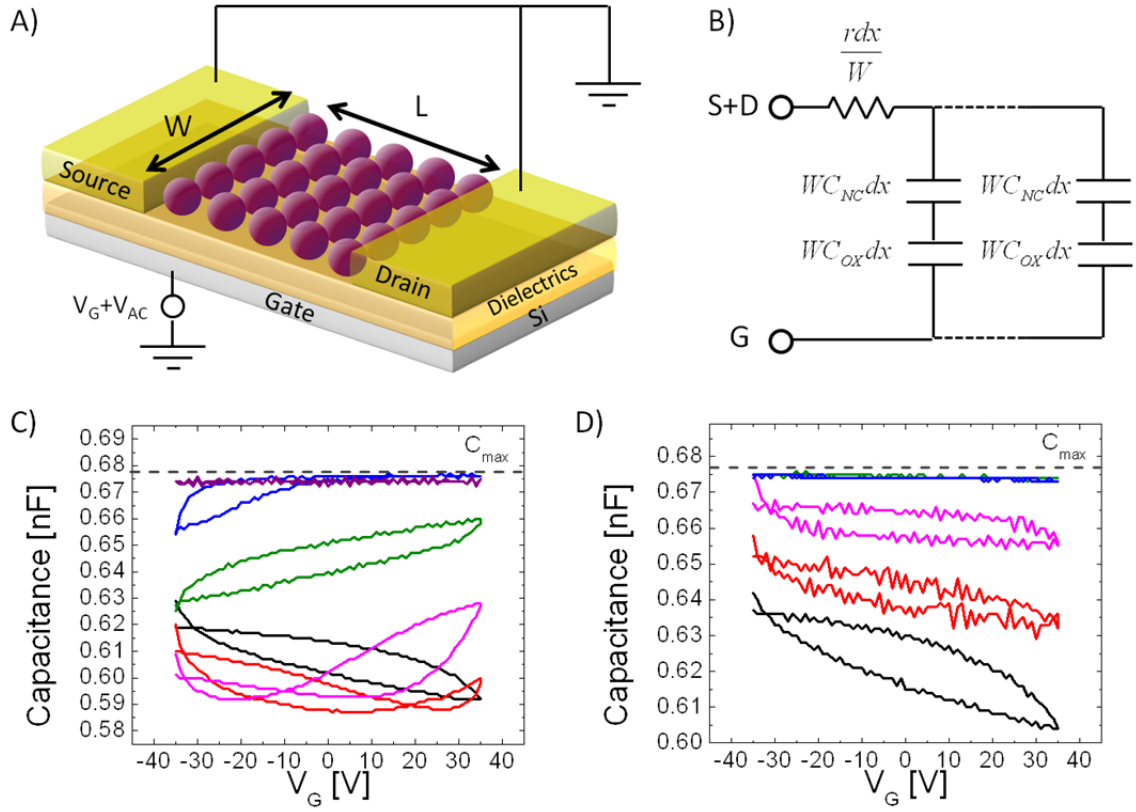 A)
L
W
Source
Drain
Gate
Dielectrics
Si
V_G+V_AC
B)
rdx
W
S+D
WC_NC dx WC_NC dx
WC_OX dx WC_OX dx
G
C)
C_max
0.69
0.68
0.67
0.66
0.65
0.64
0.63
0.62
0.61
0.60
0.59
0.58
Capacitance [nF]
-40 -30 -20 -10 0 10 20 30 40
V_G [V]
D)
C_max
0.68
0.67
0.66
0.65
0.64
0.63
0.62
0.61
0.60
Capacitance [nF]
-40 -30 -20 -10 0 10 20 30 40
V_G [V]